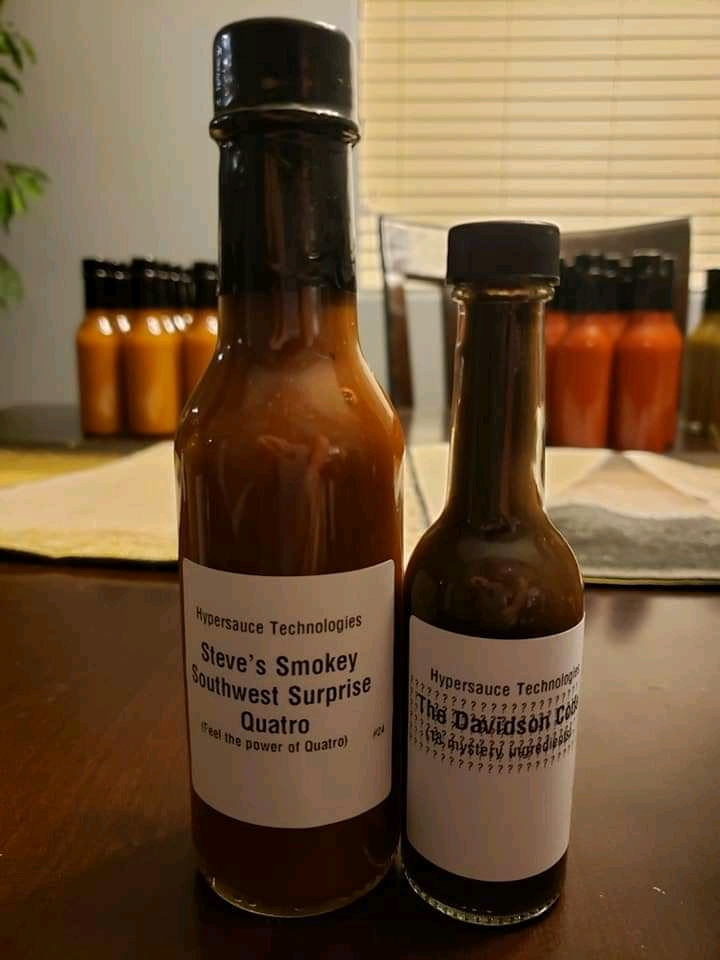 Hypersauce Technologies
Steve's Smokey
Southwest Surprise
Quatro
(Feel the power of Quatro)
#24
Hypersauce Technologies
? ? ? ? ? ? ? ? ? ? ? ? ? ? ?
The Davidson Code
mystery ingredients
? ? ? ? ? ? ? ? ? ? ? ? ? ? ?